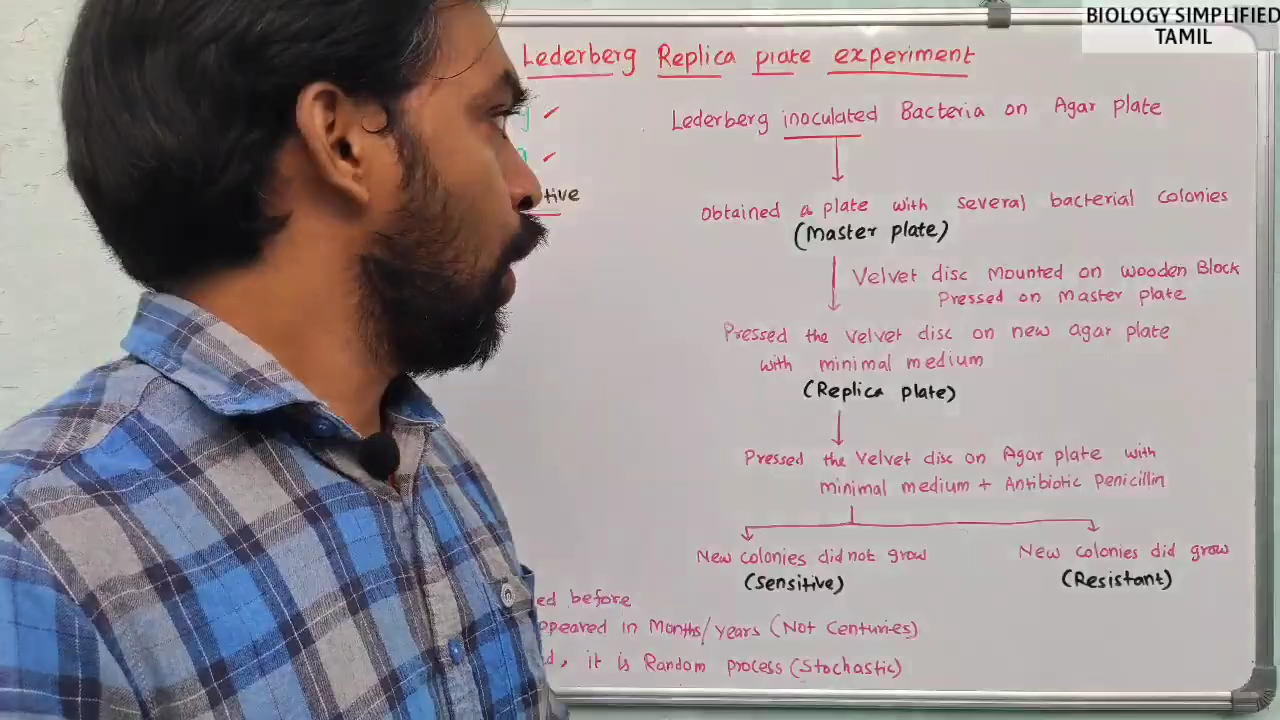 BIOLOGY SIMPLIFIED
TAMIL
Lederberg Replica plate experiment
Lederberg inoculated Bacteria on Agar plate
Obtained a plate with several bacterial colonies
(Master plate)
Velvet disc Mounted on wooden Block
Pressed on Master plate
Pressed the Velvet disc on new agar plate
with minimal medium
(Replica plate)
Pressed the Velvet disc on Agar plate with
minimal medium + Antibiotic Penicillin
New colonies did not grow
(Sensitive)
New colonies did grow
(Resistant)
before
in Months/years (Not Centuries)
it is Random process (Stochastic)